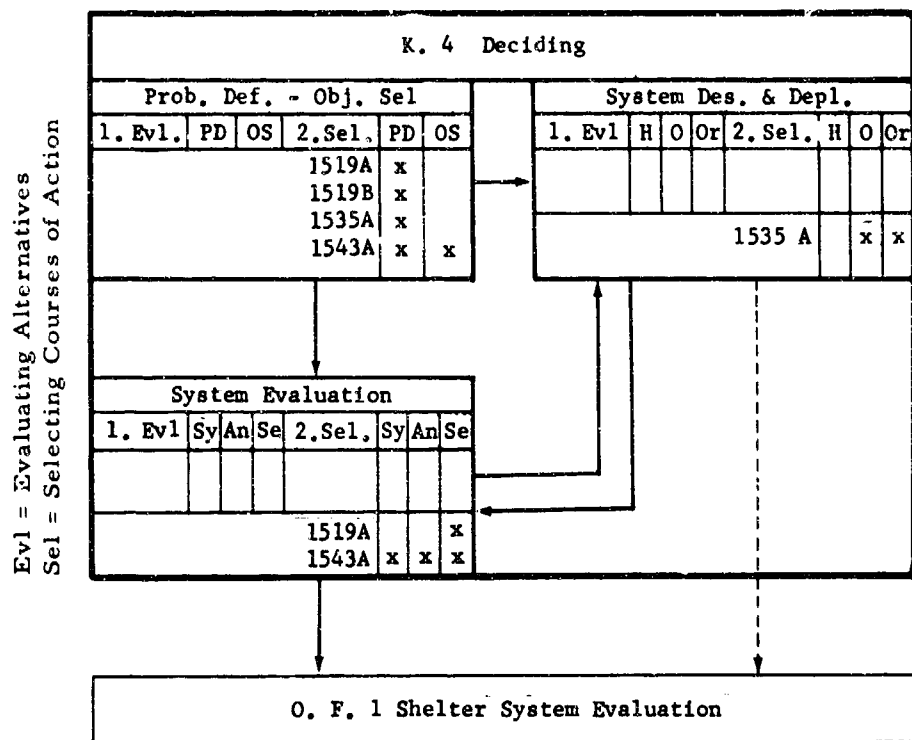 K. 4 Deciding
Prob. Def. - Obj. Sel
1. Evl. PD OS 2.Sel. PD OS
1519A x
1519B x
1535A x
1543A x x
System Des. & Depl.
1. Evl H O Or 2. Sel. H O Or
1535 A x x
System Evaluation
1. Evl Sy An Se 2.Sel. Sy An Se
1519A x
1543A x x x
O. F. 1 Shelter System Evaluation
Evl = Evaluating Alternatives
Sel = Selecting Courses of Action